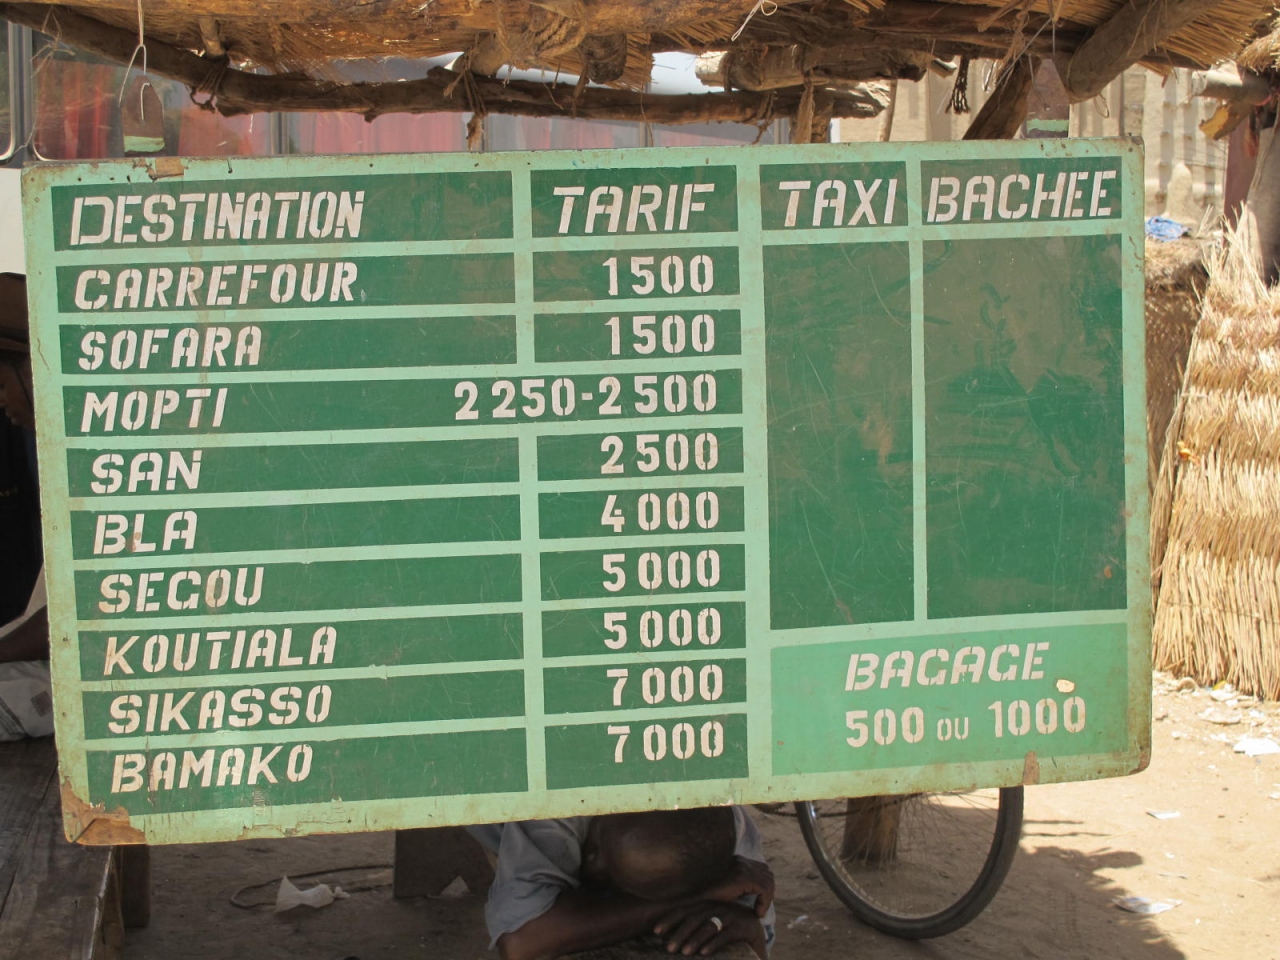 DESTINATION TARIF TAXI BACHEE
CARREFOUR 1500
SOFARA 1500
MOPTI 2250-2500
SAN 2500
BLA 4000
SEGOU 5000
KOUTIALA 5000
SIKASSO 7000
BAMAKO 7000
BAGAGE
500 OU 1000